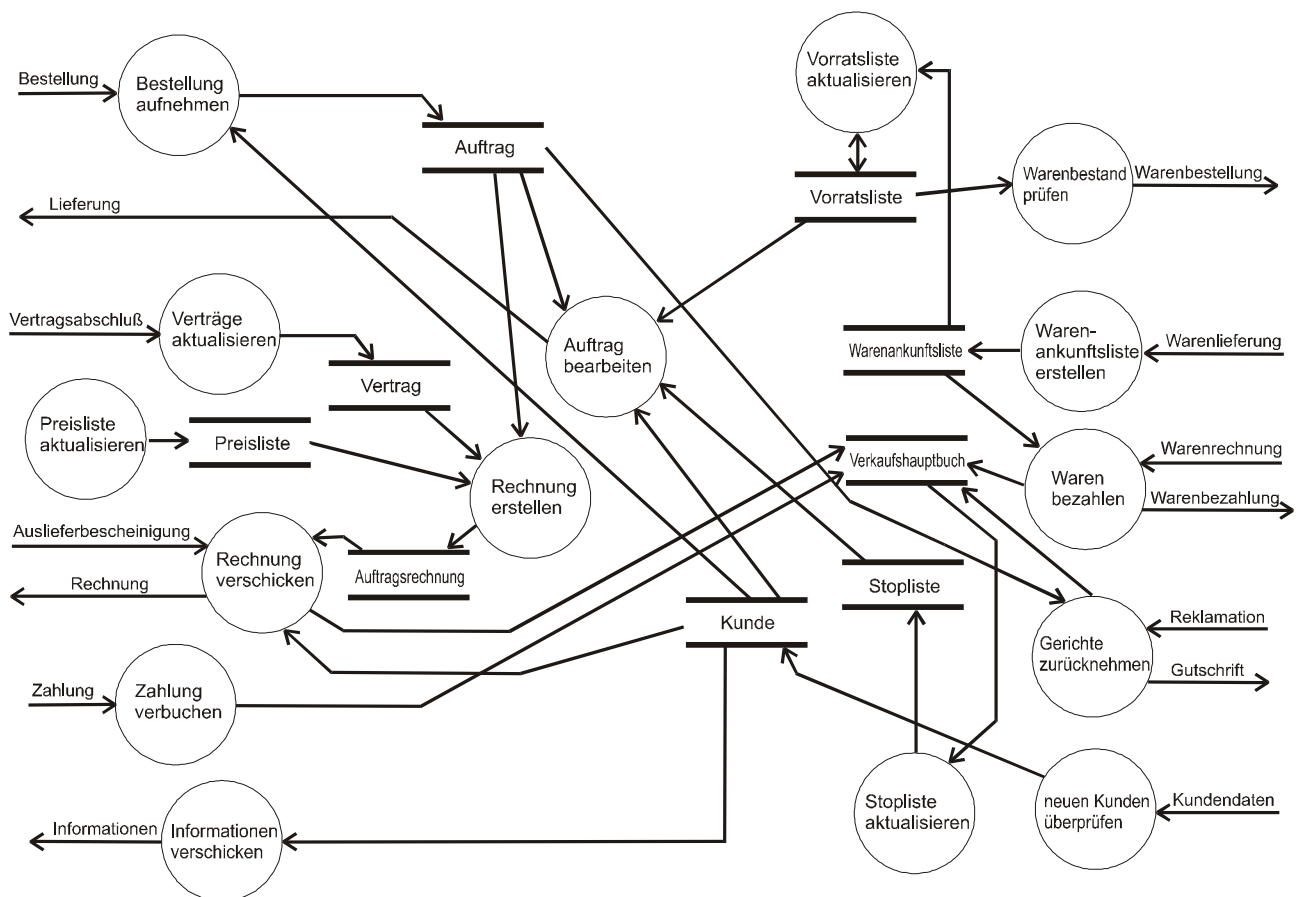 Bestellung
Bestellung
aufnehmen
Auftrag
Lieferung
Vorratsliste
aktualisieren
Vorratsliste
Warenbestand
prüfen
Warenbestellung
Vertragsabschluß
Verträge
aktualisieren
Vertrag
Auftrag
bearbeiten
Warenankunftsliste
Waren-
ankunftsliste
erstellen
Warenlieferung
Preisliste
aktualisieren
Preisliste
Rechnung
erstellen
Verkaufshauptbuch
Waren
bezahlen
Warenrechnung
Warenbezahlung
Auslieferbescheinigung
Rechnung
Rechnung
verschicken
Auftragsrechnung
Kunde
Stopliste
Gerichte
zurücknehmen
Reklamation
Gutschrift
Zahlung
Zahlung
verbuchen
Stopliste
aktualisieren
neuen Kunden
überprüfen
Kundendaten
Informationen
Informationen
verschicken